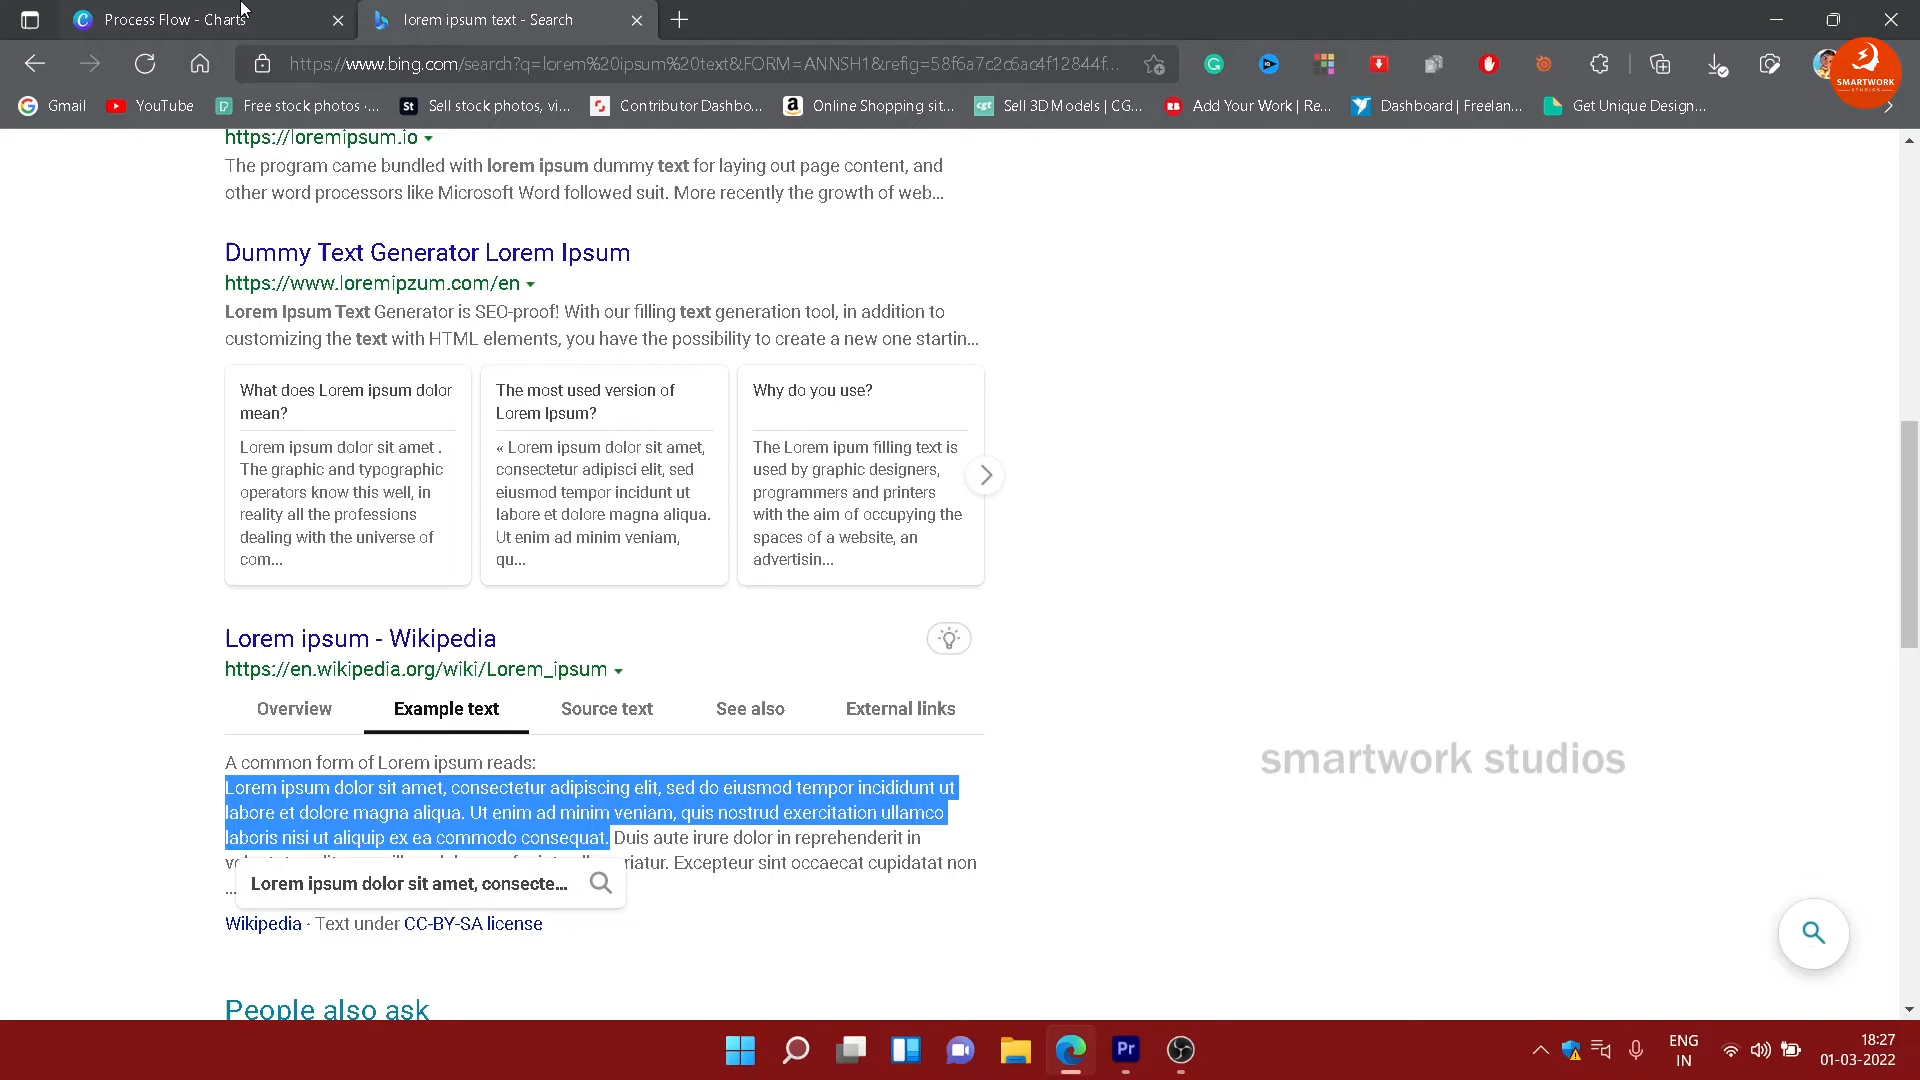 Process Flow - Charts
lorem ipsum text - Search
https://www.bing.com/search?q=lorem%20ipsum%20text&FORM=ANNSH1&refig=58f6a7c2c6ac4f12844f...
SMARTWORK
STUDIOS
Gmail
YouTube
Free stock photos ·...
Sell stock photos, vi...
Contributor Dashbo...
Online Shopping sit...
Sell 3D Models | CG...
Add Your Work | Re...
Dashboard | Freelan...
Get Unique Design...
https://loremipsum.io
The program came bundled with lorem ipsum dummy text for laying out page content, and
other word processors like Microsoft Word followed suit. More recently the growth of web...
Dummy Text Generator Lorem Ipsum
https://www.loremipzum.com/en
Lorem Ipsum Text Generator is SEO-proof! With our filling text generation tool, in addition to
customizing the text with HTML elements, you have the possibility to create a new one startin...
What does Lorem ipsum dolor
mean?
Lorem ipsum dolor sit amet .
The graphic and typographic
operators know this well, in
reality all the professions
dealing with the universe of
com...
The most used version of
Lorem Ipsum?
« Lorem ipsum dolor sit amet,
consectetur adipisci elit, sed
eiusmod tempor incidunt ut
labore et dolore magna aliqua.
Ut enim ad minim veniam,
qu...
Why do you use?
The Lorem ipum filling text is
used by graphic designers,
programmers and printers
with the aim of occupying the
spaces of a website, an
advertisin...
Lorem ipsum - Wikipedia
https://en.wikipedia.org/wiki/Lorem_ipsum
Overview
Example text
Source text
See also
External links
A common form of Lorem ipsum reads:
Lorem ipsum dolor sit amet, consectetur adipiscing elit, sed do eiusmod tempor incididunt ut
labore et dolore magna aliqua. Ut enim ad minim veniam, quis nostrud exercitation ullamco
laboris nisi ut aliquip ex ea commodo consequat. Duis aute irure dolor in reprehenderit in
riatur. Excepteur sint occaecat cupidatat non
...
Lorem ipsum dolor sit amet, consecte...
Wikipedia · Text under CC-BY-SA license
smartwork studios
People also ask
Pr
ENG
IN
18:27
01-03-2022